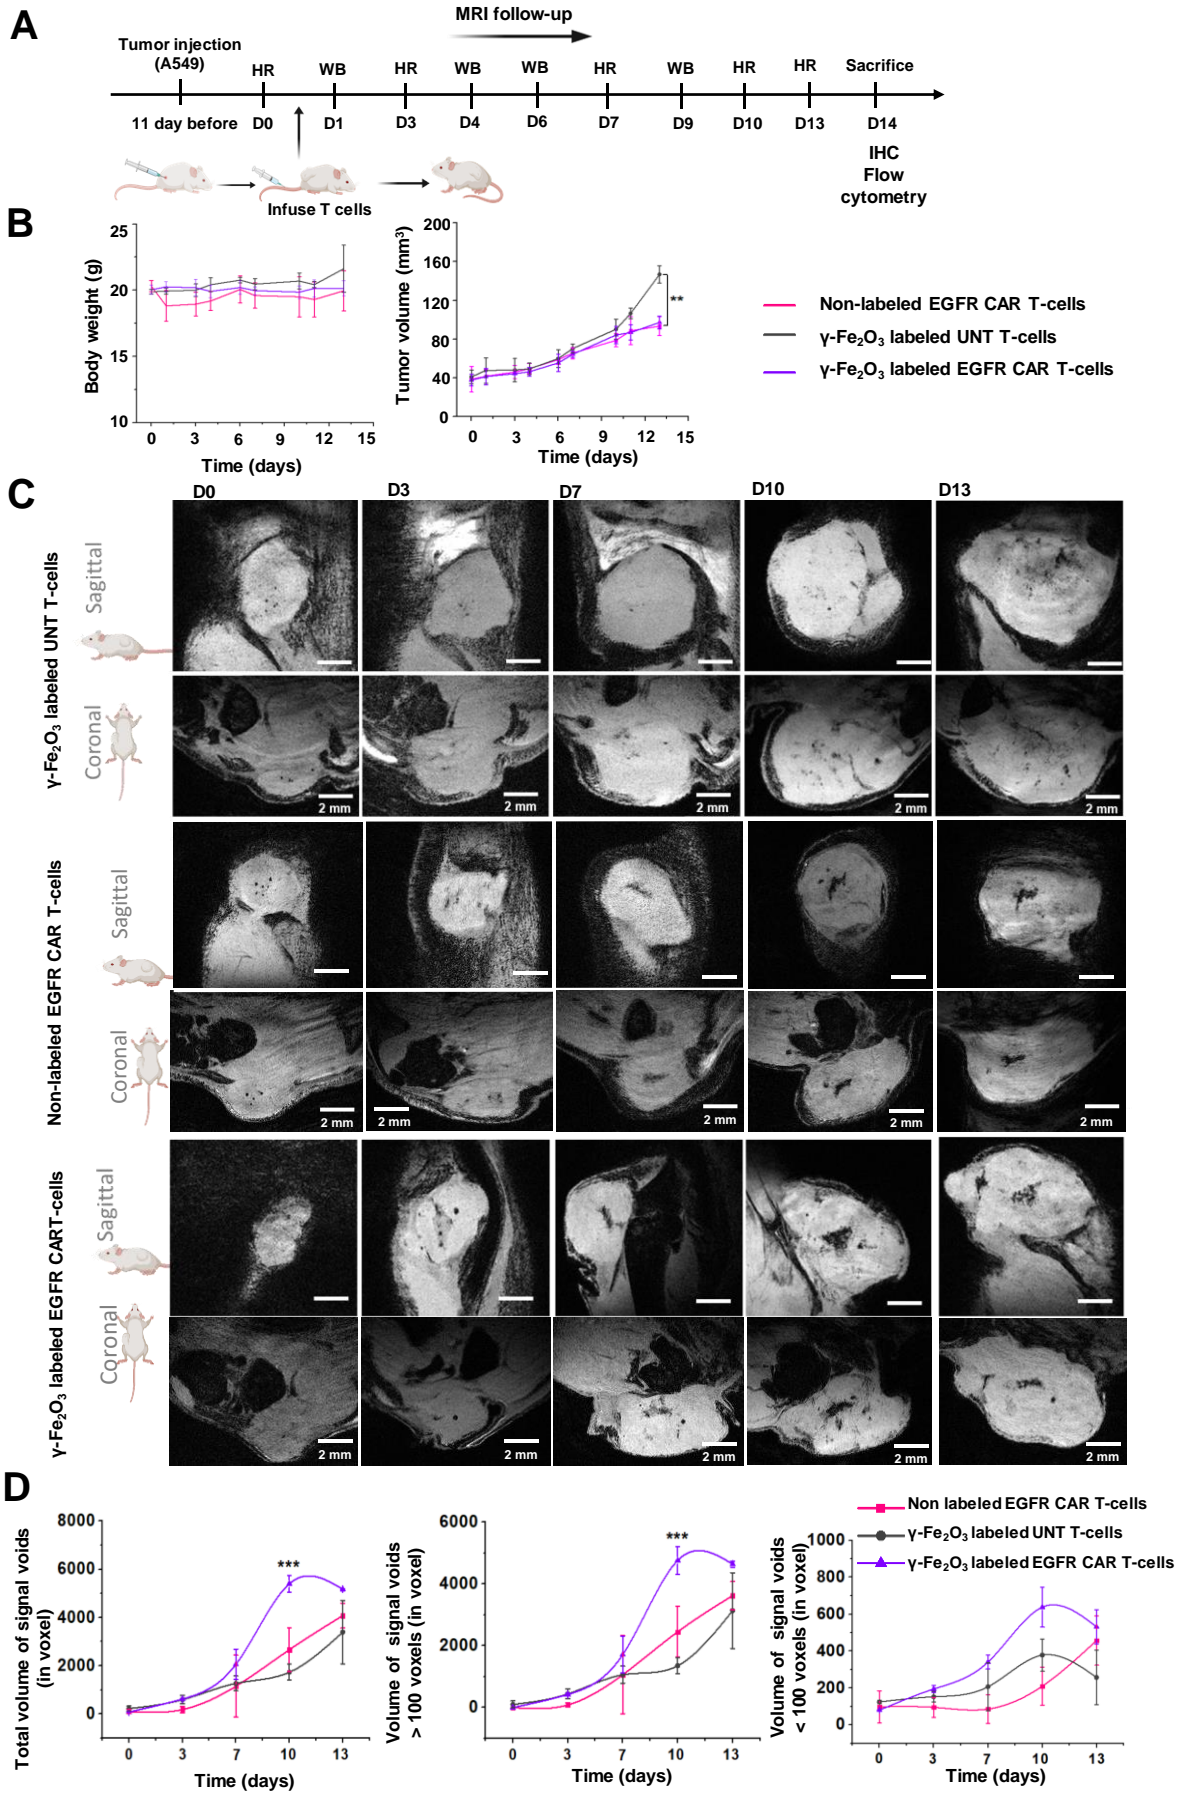 A
MRI follow-up
Tumor injection
(A549)
HR
WB
HR
WB
WB
HR
WB
HR
HR
Sacrifice
11 day before
D0
D1
D3
D4
D6
D7
D9
D10
D13
D14
Infuse T cells
IHC
Flow
cytometry
B
Body weight (g)
25
20
15
10
0
3
6
9
12
15
Time (days)
Tumor volume (mm³)
200
160
120
80
40
0
**
0
3
6
9
12
15
Time (days)
Non-labeled EGFR CAR T-cells
γ-Fe₂O₃ labeled UNT T-cells
γ-Fe₂O₃ labeled EGFR CAR T-cells
C
D0
D3
D7
D10
D13
γ-Fe₂O₃ labeled UNT T-cells
Sagittal
Coronal
2 mm
2 mm
2 mm
2 mm
2 mm
Non-labeled EGFR CAR T-cells
Sagittal
Coronal
2 mm
2 mm
2 mm
2 mm
2 mm
γ-Fe₂O₃ labeled EGFR CART-cells
Sagittal
Coronal
2 mm
2 mm
2 mm
2 mm
2 mm
D
Total volume of signal voids
(in voxel)
8000
6000
4000
2000
0
***
0
3
7
10
13
Time (days)
Volume of signal voids
> 100 voxels (in voxel)
6000
4000
2000
0
***
0
3
7
10
13
Time (days)
Non labeled EGFR CAR T-cells
γ-Fe₂O₃ labeled UNT T-cells
γ-Fe₂O₃ labeled EGFR CAR T-cells
Volume of signal voids
< 100 voxels (in voxel)
1000
800
600
400
200
0
0
3
7
10
13
Time (days)